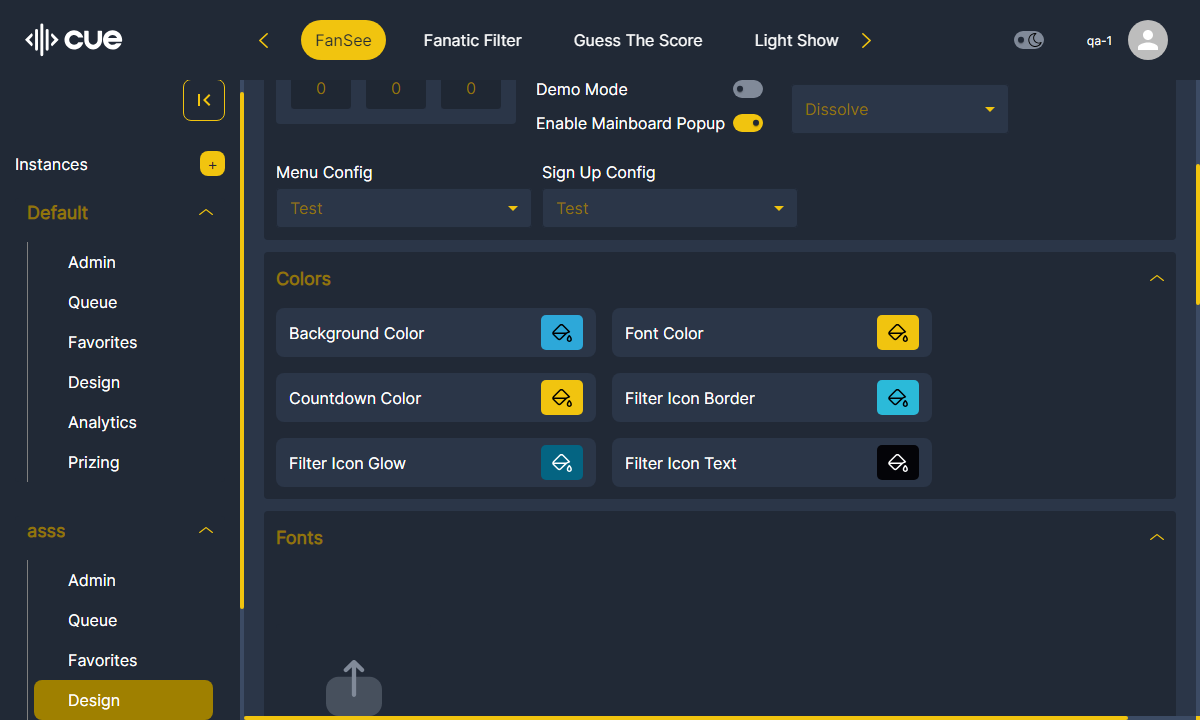 cue
FanSee
Fanatic Filter
Guess The Score
Light Show
qa-1
Instances
+
Default
Admin
Queue
Favorites
Design
Analytics
Prizing
asss
Admin
Queue
Favorites
Design
0 0 0
Demo Mode
Enable Mainboard Popup
Dissolve
Menu Config
Test
Sign Up Config
Test
Colors
Background Color
Font Color
Countdown Color
Filter Icon Border
Filter Icon Glow
Filter Icon Text
Fonts